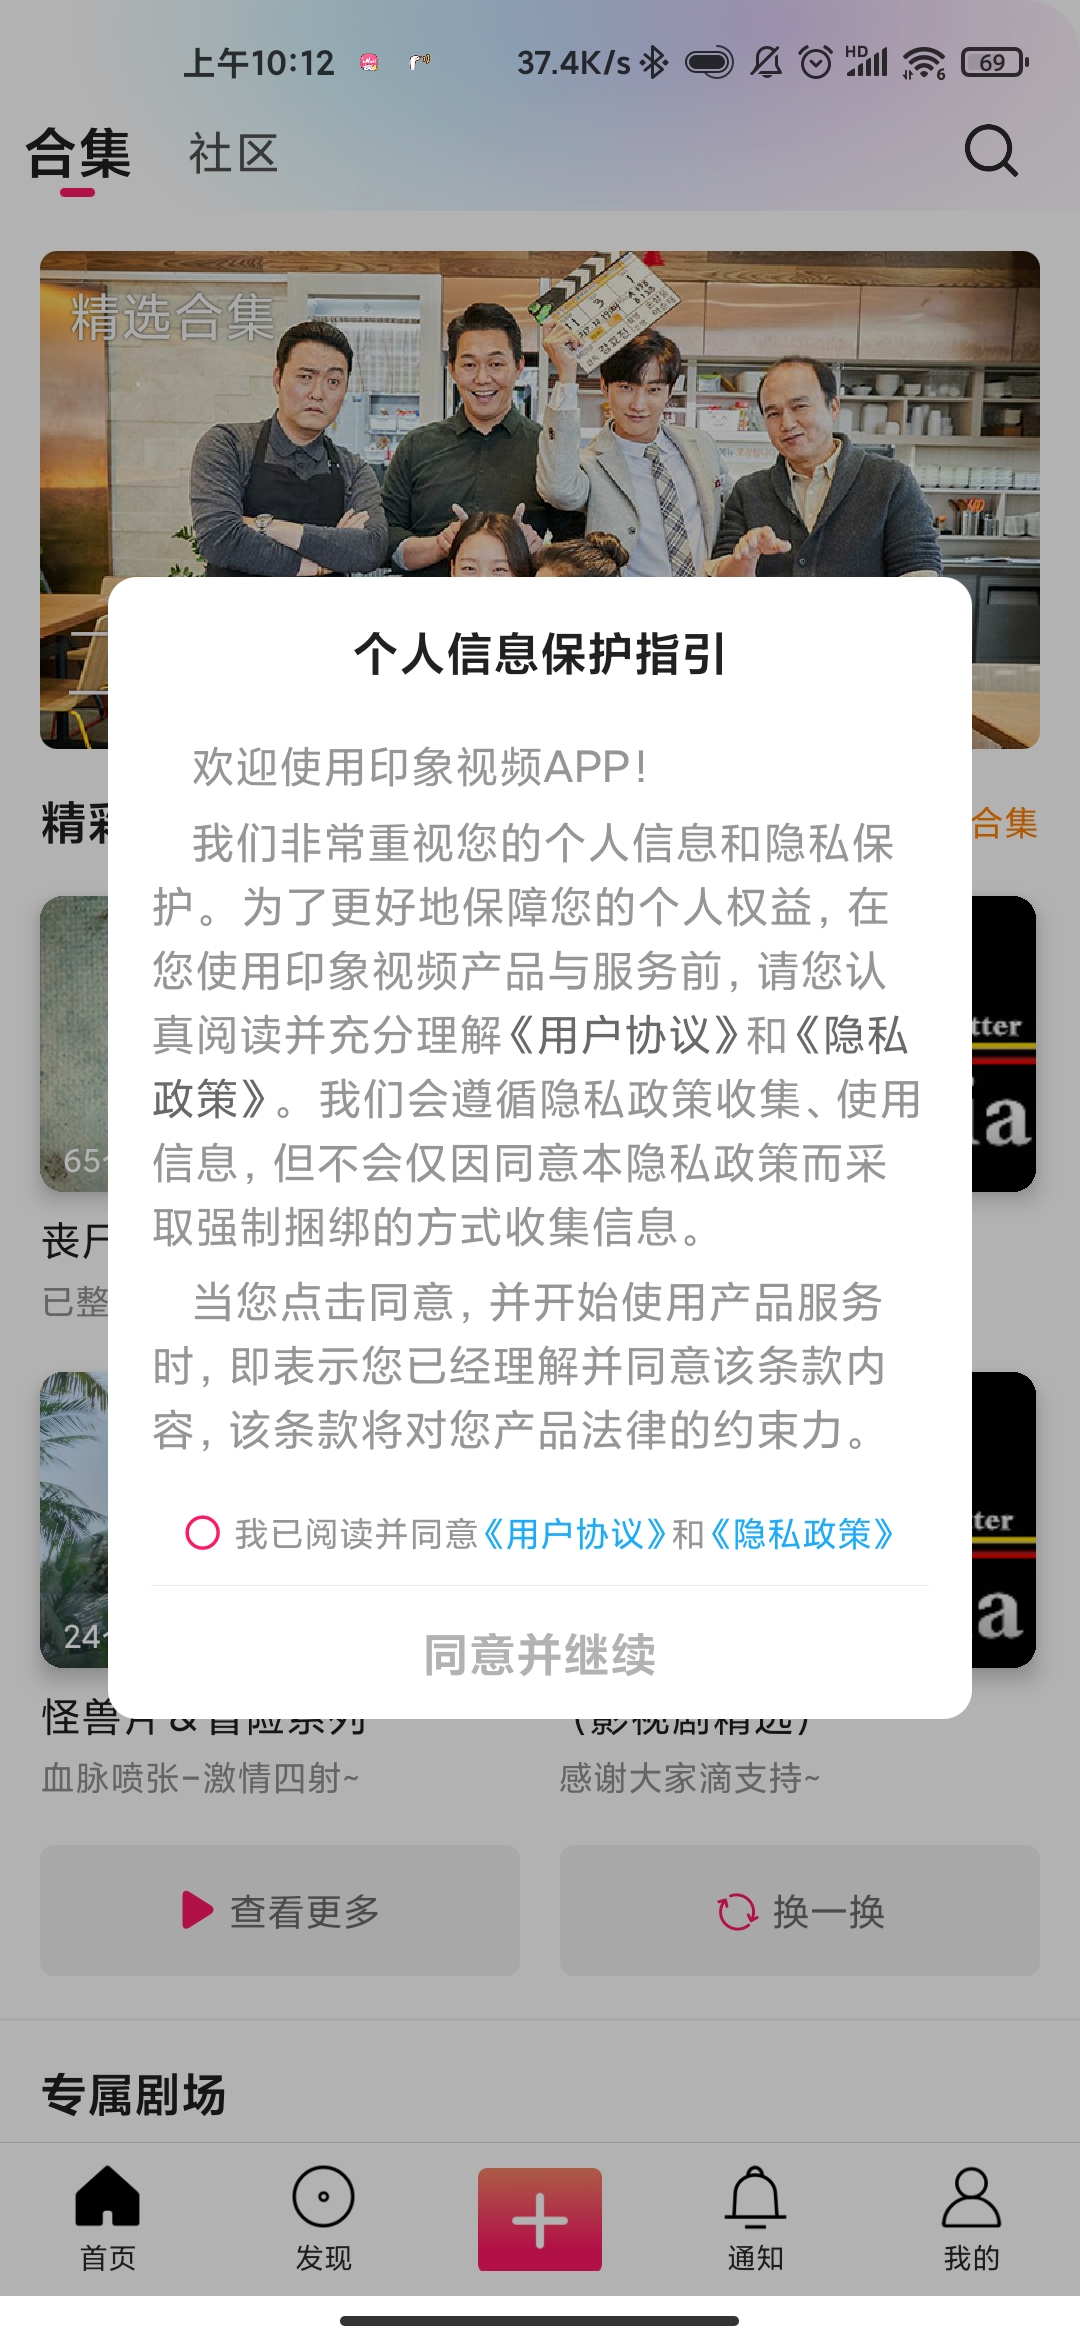 上午10:12
37.4K/s
HD
6
69
合集
社区
精选合集
个人信息保护指引
欢迎使用印象视频APP!
我们非常重视您的个人信息和隐私保
护。为了更好地保障您的个人权益,在
您使用印象视频产品与服务前,请您认
真阅读并充分理解《用户协议》和《隐私
政策》。我们会遵循隐私政策收集、使用
信息,但不会仅因同意本隐私政策而采
取强制捆绑的方式收集信息。
当您点击同意,并开始使用产品服务
时,即表示您已经理解并同意该条款内
容,该条款将对您产品法律的约束力。
我已阅读并同意《用户协议》和《隐私政策》
同意并继续
精彩
合集
tter
la
65个
丧尸
已整
tter
a
24个
怪兽片&冒险系列
(影视剧精选)
血脉喷张-激情四射~
感谢大家滴支持~
查看更多
换一换
专属剧场
首页
发现
通知
我的